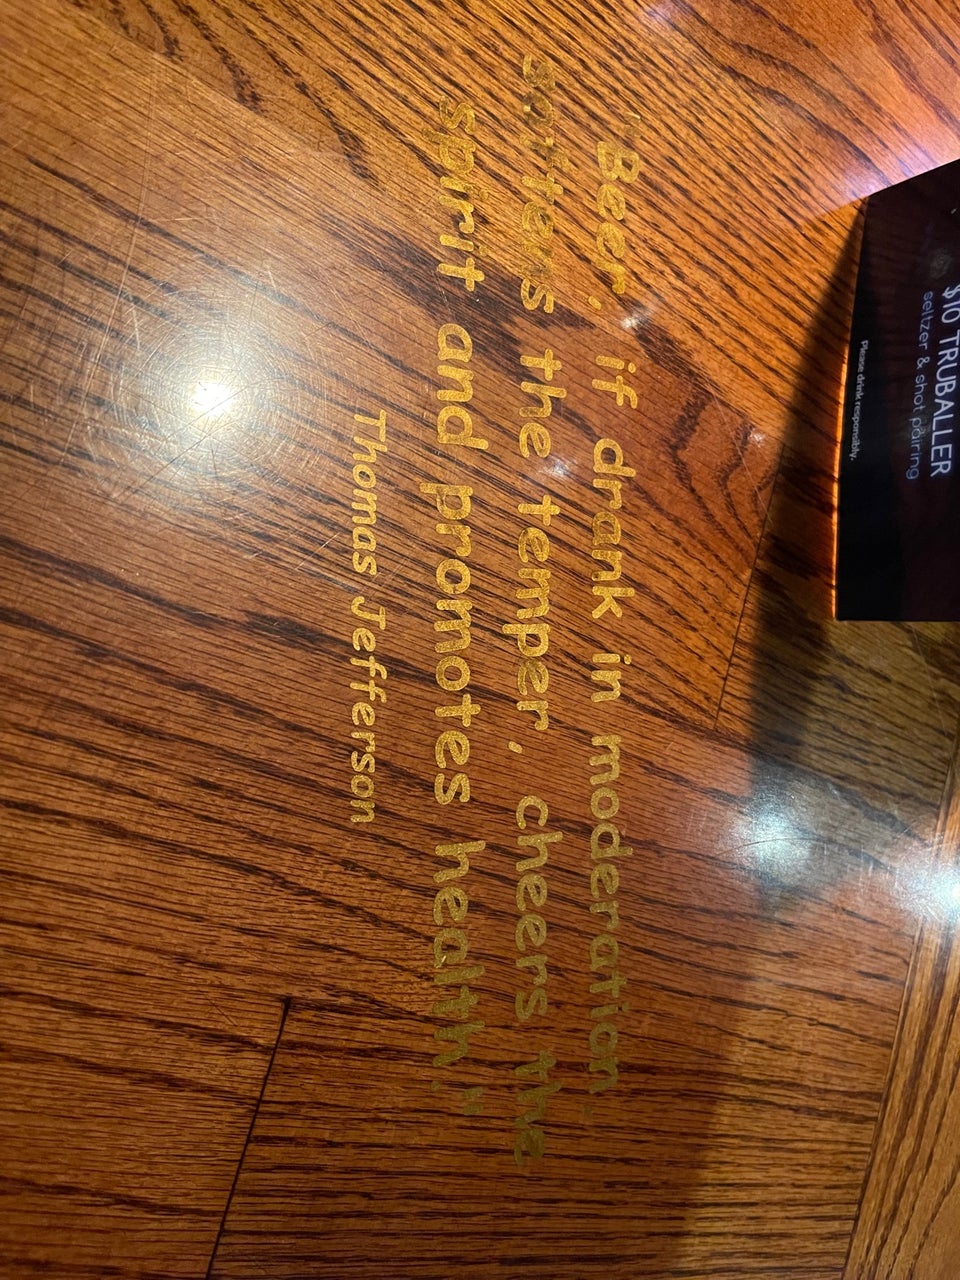 "Beer, if drank in moderation,
softens the temper, cheers the
spirit and promotes health."
Thomas Jefferson
$10 TRUBALLER
seltzer & shot pairing
Please drink responsibly.